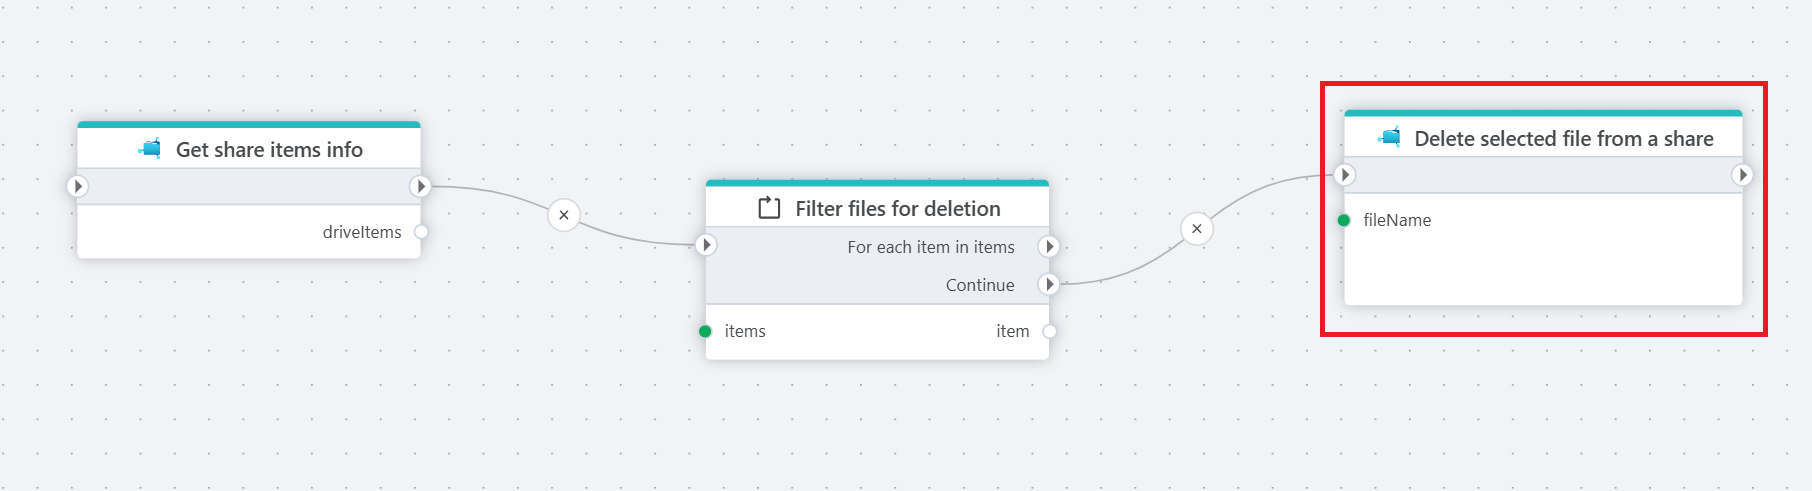 Get share items info
driveItems
Filter files for deletion
For each item in items
Continue
items
item
Delete selected file from a share
fileName